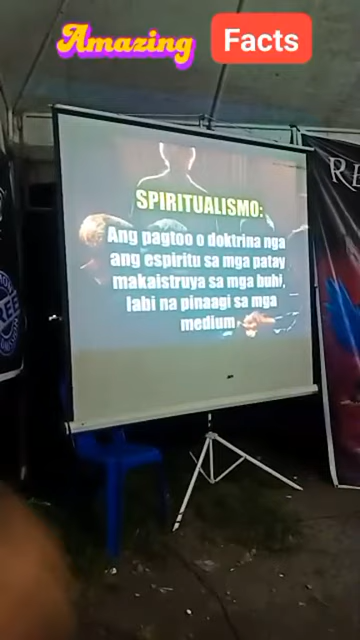 Amazing Facts
RE
SPIRITUALISMO:
Ang pagtoo o doktrina nga
ang espiritu sa mga patay
makaistruya sa mga buhi,
labi na pinaagi sa mga
medium